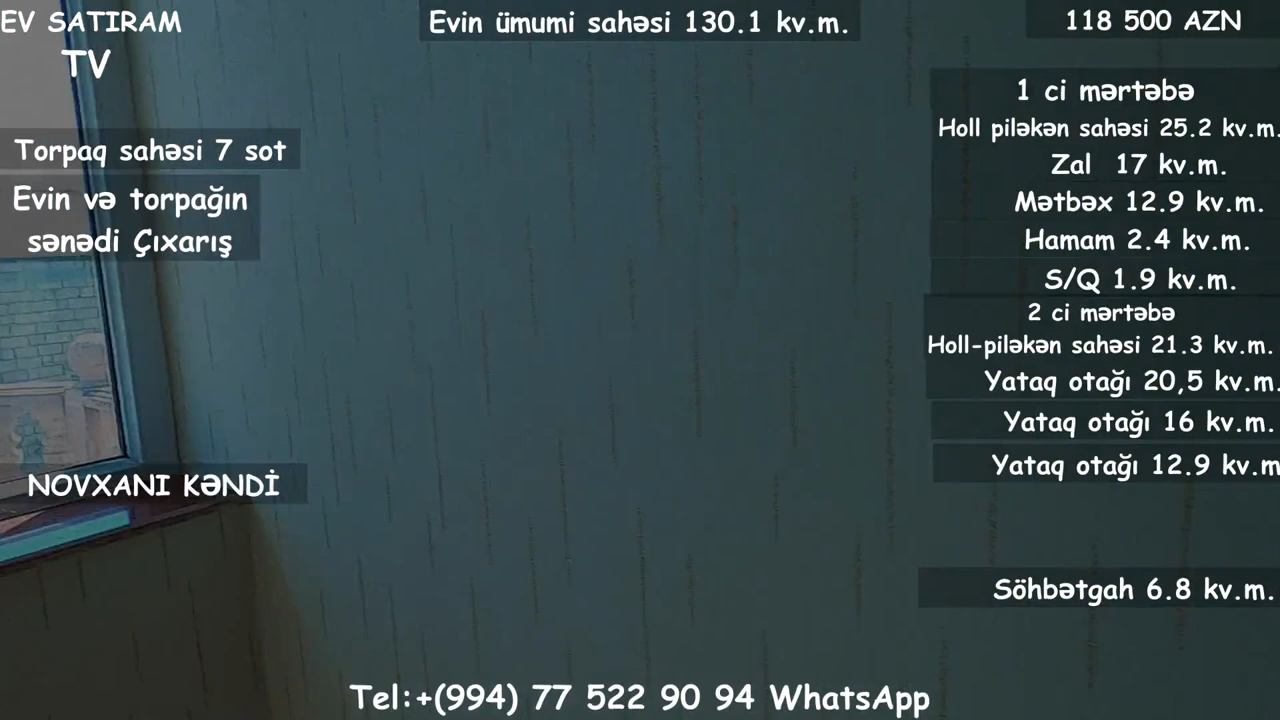 EV SATIRAM
TV
Evin ümumi sahəsi 130.1 kv.m.
118 500 AZN
Torpaq sahəsi 7 sot
Evin və torpağın
sənədi Çıxarış
NOVXANI KƏNDİ
1 ci mərtəbə
Holl piləkən sahəsi 25.2 kv.m.
Zal 17 kv.m.
Mətbəx 12.9 kv.m.
Hamam 2.4 kv.m.
S/Q 1.9 kv.m.
2 ci mərtəbə
Holl-piləkən sahəsi 21.3 kv.m.
Yataq otağı 20,5 kv.m.
Yataq otağı 16 kv.m.
Yataq otağı 12.9 kv.m
Söhbətgah 6.8 kv.m.
Tel:+(994) 77 522 90 94 WhatsApp